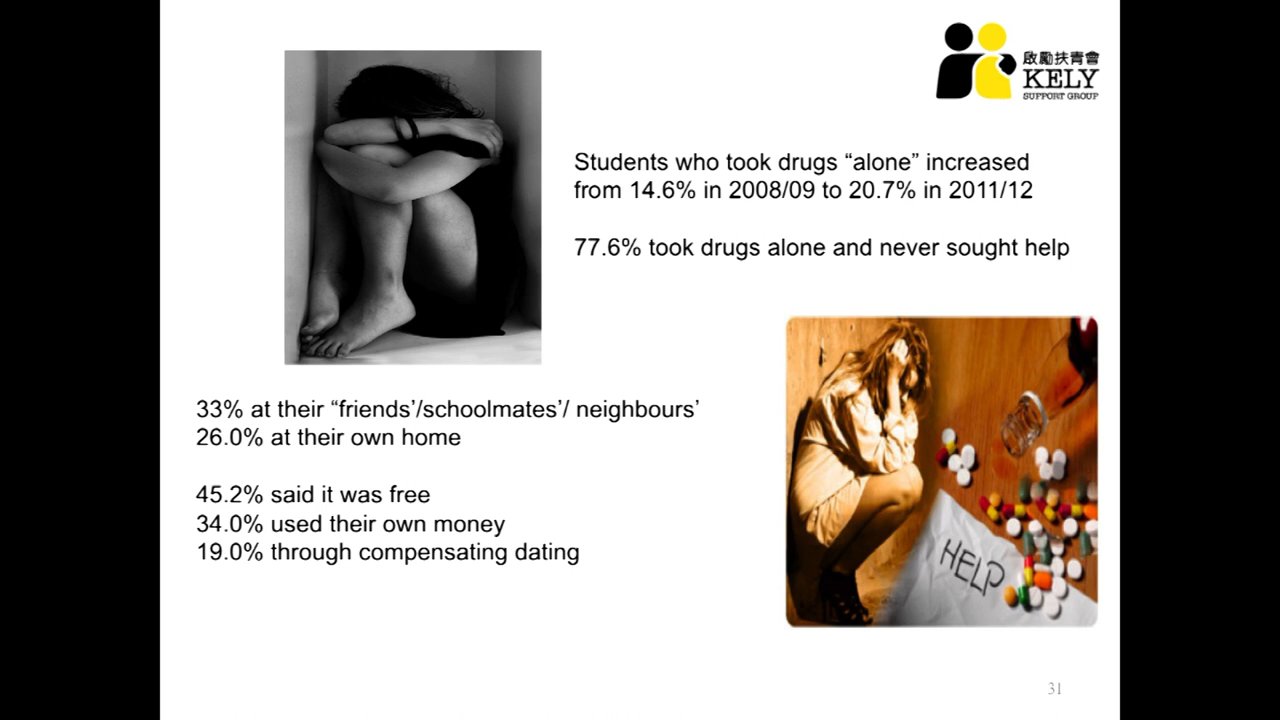 啟勵扶青會
KELY
SUPPORT GROUP
Students who took drugs “alone” increased
from 14.6% in 2008/09 to 20.7% in 2011/12
77.6% took drugs alone and never sought help
33% at their “friends’/schoolmates’/ neighbours’
26.0% at their own home
45.2% said it was free
34.0% used their own money
19.0% through compensating dating
HELP
31